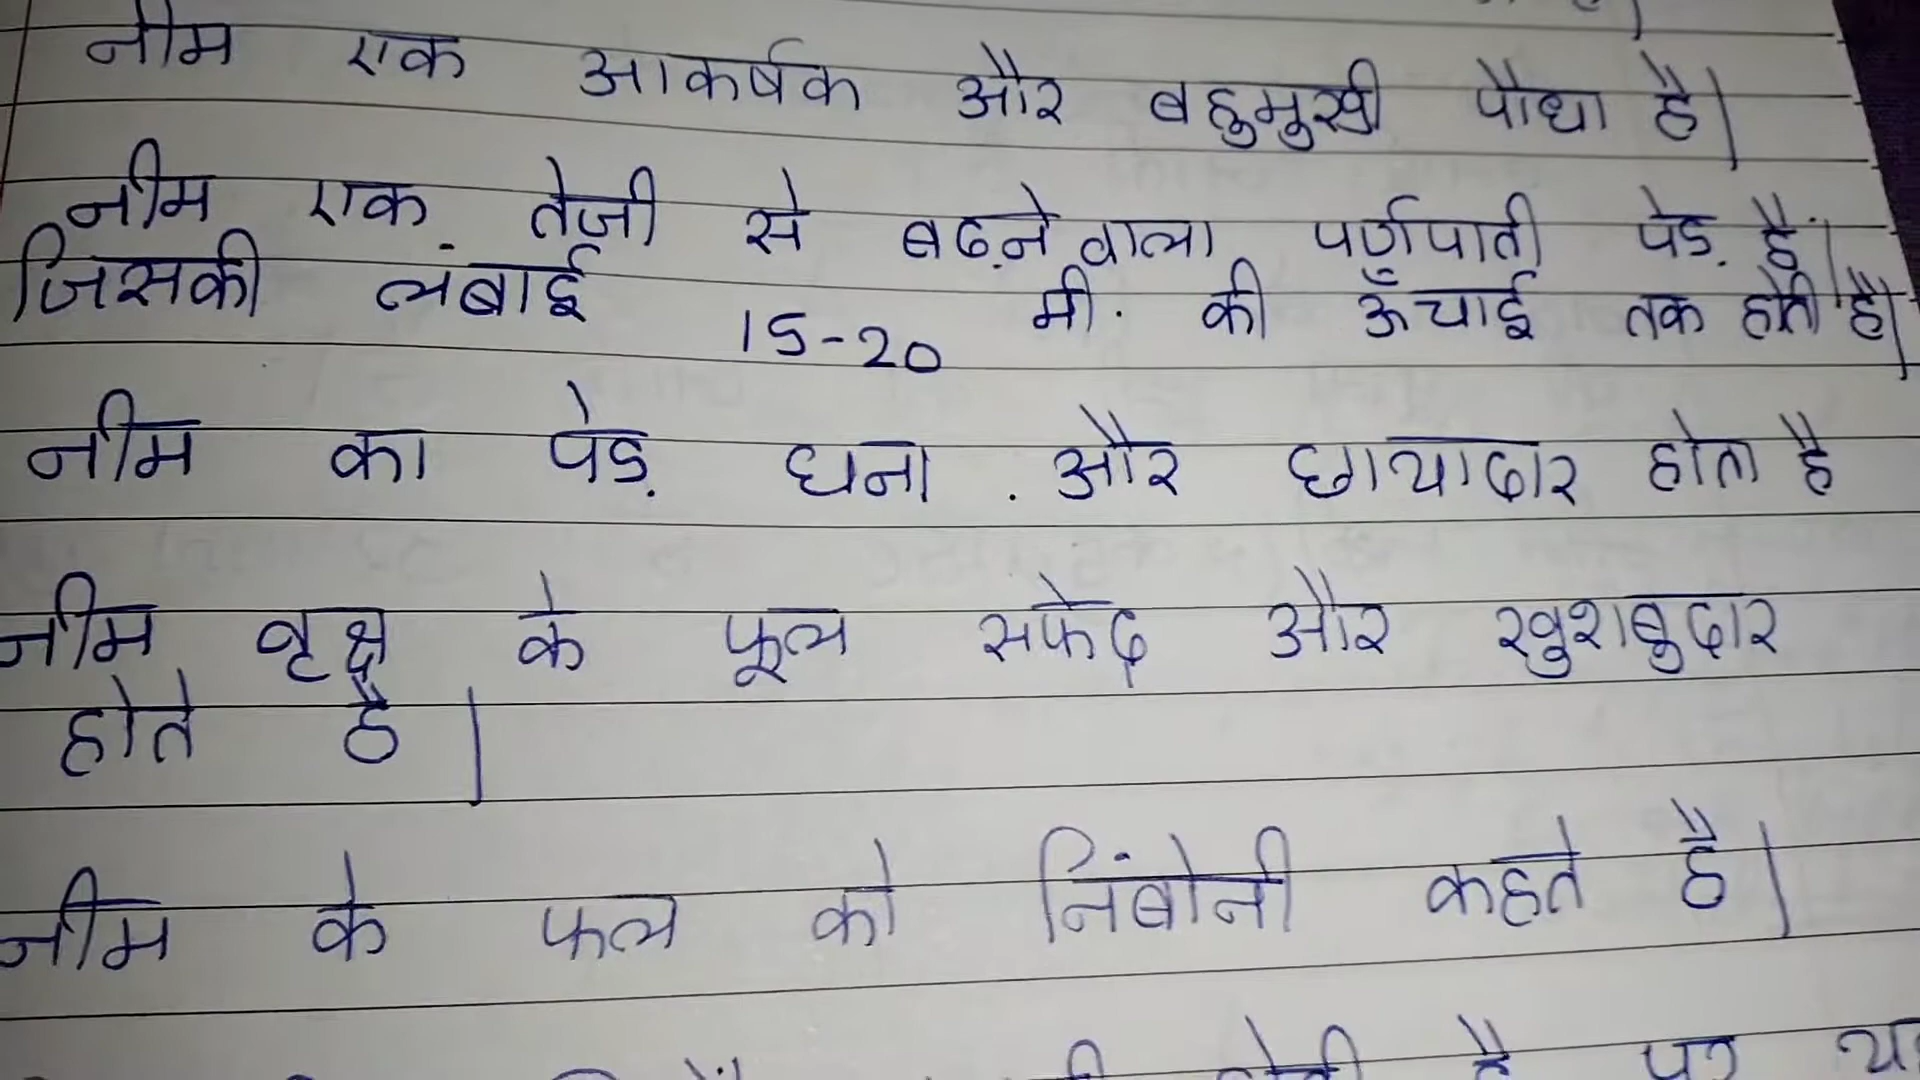 नीम एक आकर्षक और बहुमुखी पौधा है।
नीम एक तेजी से बढ़ने वाला पर्णपाती पेड़ है।
जिसकी लंबाई 15-20 मी. की ऊँचाई तक होती है।
नीम का पेड़ घना और छायादार होता है
नीम वृक्ष के फूल सफेद और खुशबुदार
होते है।
नीम के फल को निंबोनी कहते है।